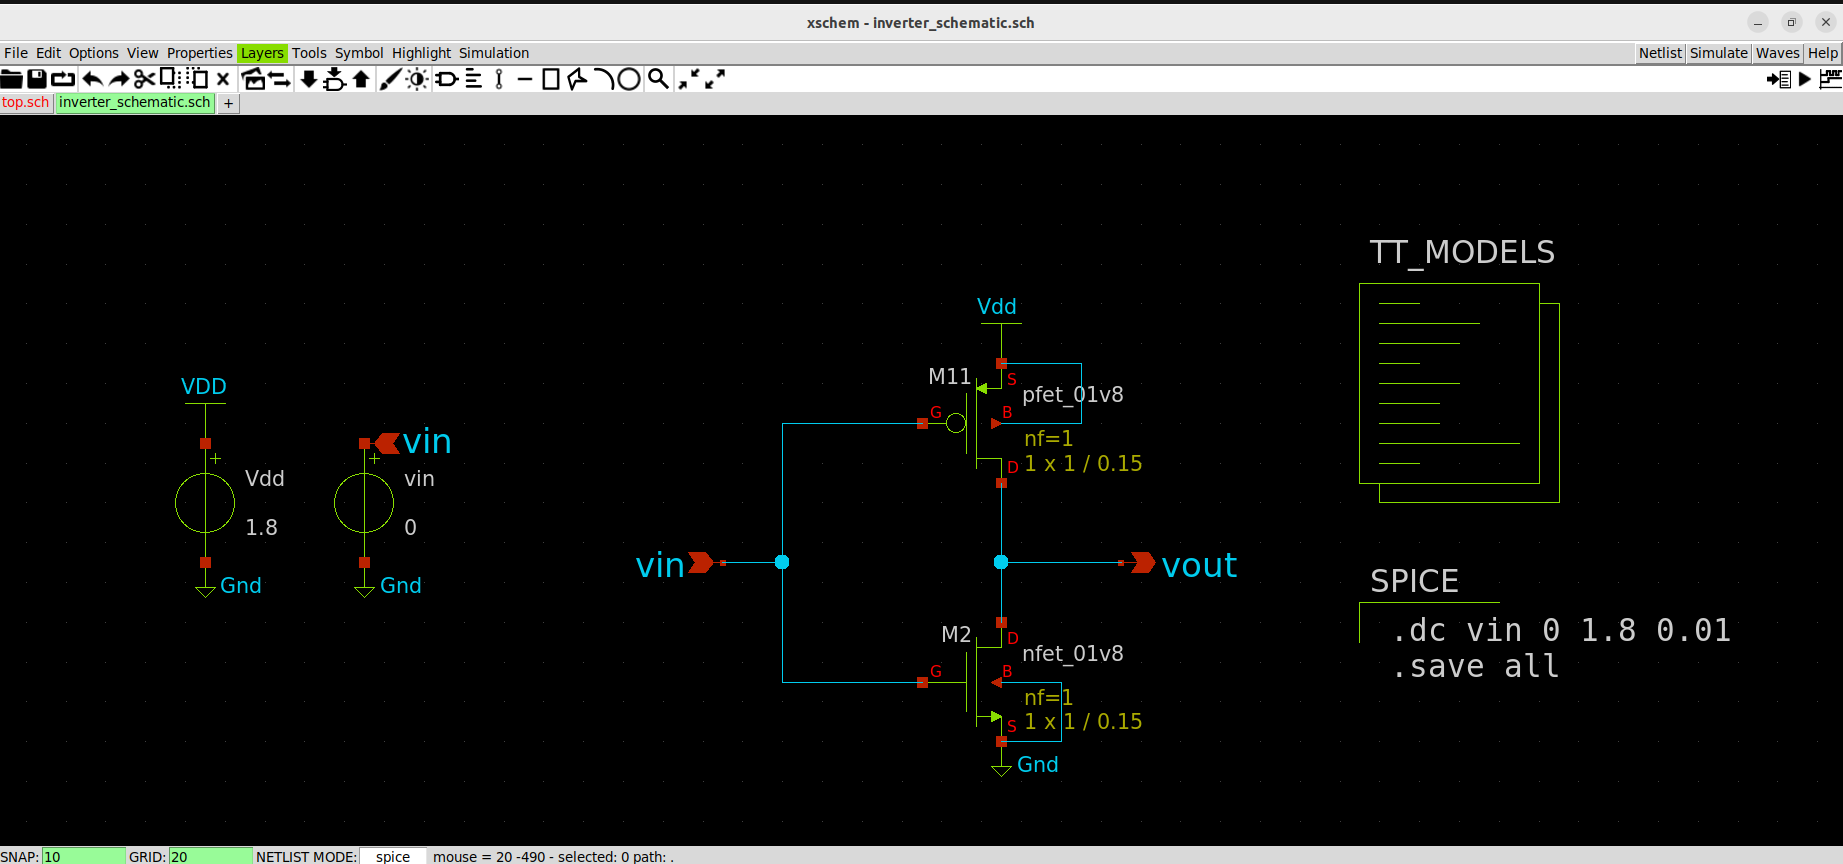 xschem - inverter_schematic.sch
File Edit Options View Properties Layers Tools Symbol Highlight Simulation Netlist Simulate Waves Help
top.sch inverter_schematic.sch +
TT_MODELS
Vdd
M11
S
pfet_01v8
G
B
nf=1
1 x 1 / 0.15
D
VDD
+
Vdd
1.8
Gnd
vin
+
vin
0
Gnd
vin
vout
M2
D
nfet_01v8
G
B
nf=1
1 x 1 / 0.15
S
Gnd
SPICE
.dc vin 0 1.8 0.01
.save all
SNAP: 10 GRID: 20 NETLIST MODE: spice mouse = 20 -490 - selected: 0 path: .